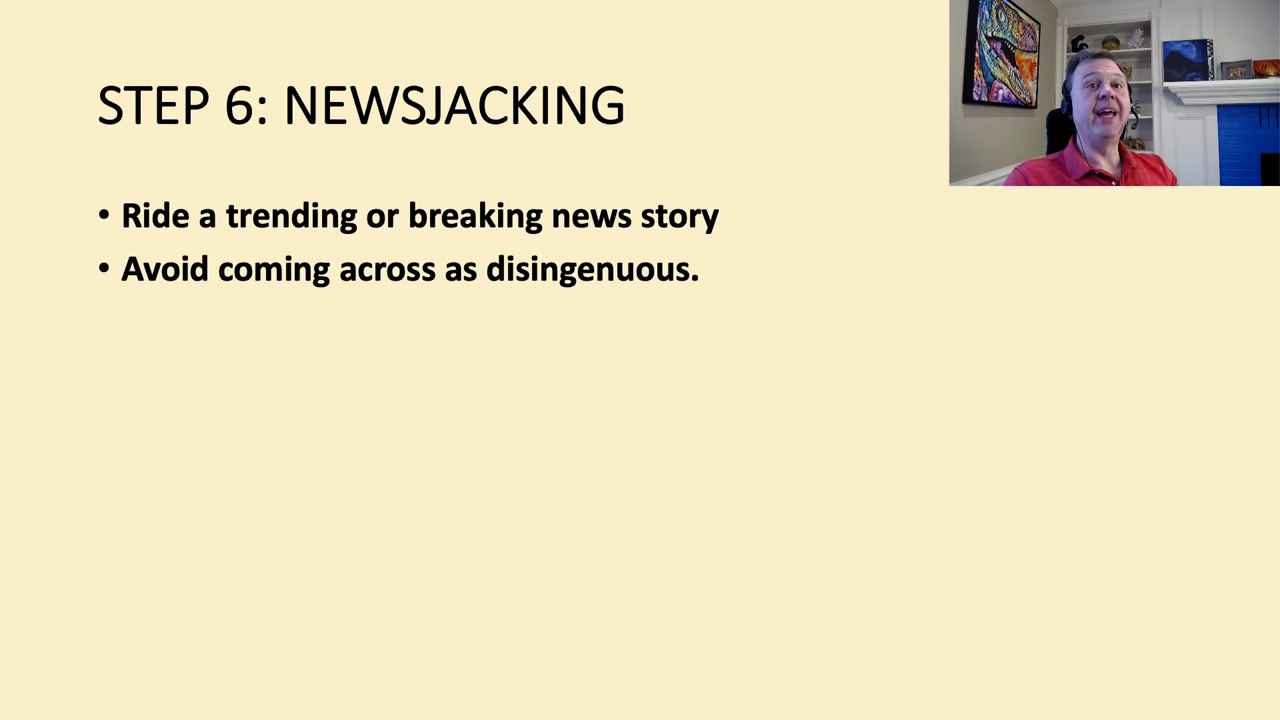 STEP 6: NEWSJACKING
• Ride a trending or breaking news story
• Avoid coming across as disingenuous.